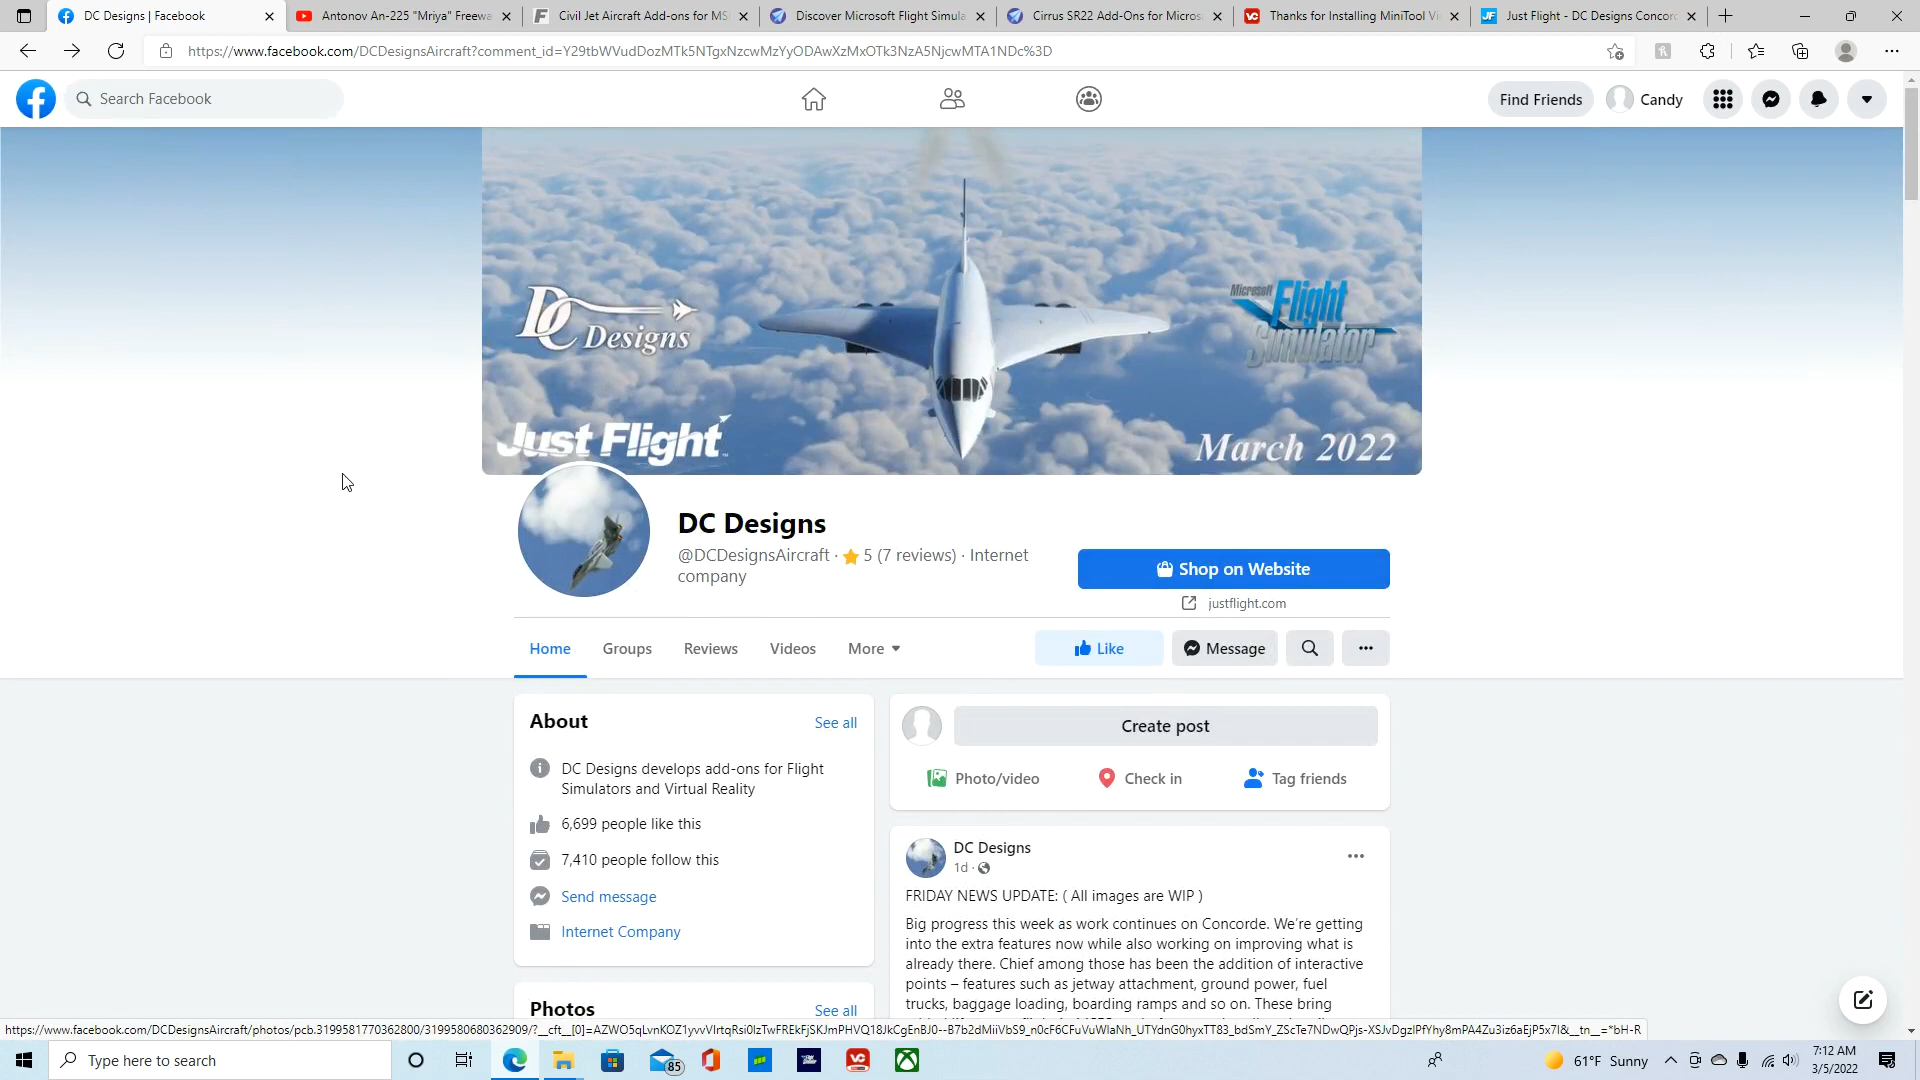 DC Designs | Facebook
Antonov An-225 "Mriya" Freewa
Civil Jet Aircraft Add-ons for MS
Discover Microsoft Flight Simula
Cirrus SR22 Add-Ons for Micros
Thanks for Installing MiniTool Vi
Just Flight - DC Designs Concor
Search Facebook
Find Friends
Candy
DC Designs
Microsoft Flight Simulator
Just Flight
March 2022
DC Designs
@DCDesignsAircraft · 5 (7 reviews) · Internet
company
Shop on Website
justflight.com
Home
Groups
Reviews
Videos
More
Like
Message
About
See all
DC Designs develops add-ons for Flight
Simulators and Virtual Reality
6,699 people like this
7,410 people follow this
Send message
Internet Company
Photos
See all
Create post
Photo/video
Check in
Tag friends
DC Designs
1d ·
FRIDAY NEWS UPDATE: ( All images are WIP )
Big progress this week as work continues on Concorde. We're getting
into the extra features now while also working on improving what is
already there. Chief among those has been the addition of interactive
points – features such as jetway attachment, ground power, fuel
trucks, baggage loading, boarding ramps and so on. These bring
Type here to search
85
61°F Sunny
7:12 AM
3/5/2022